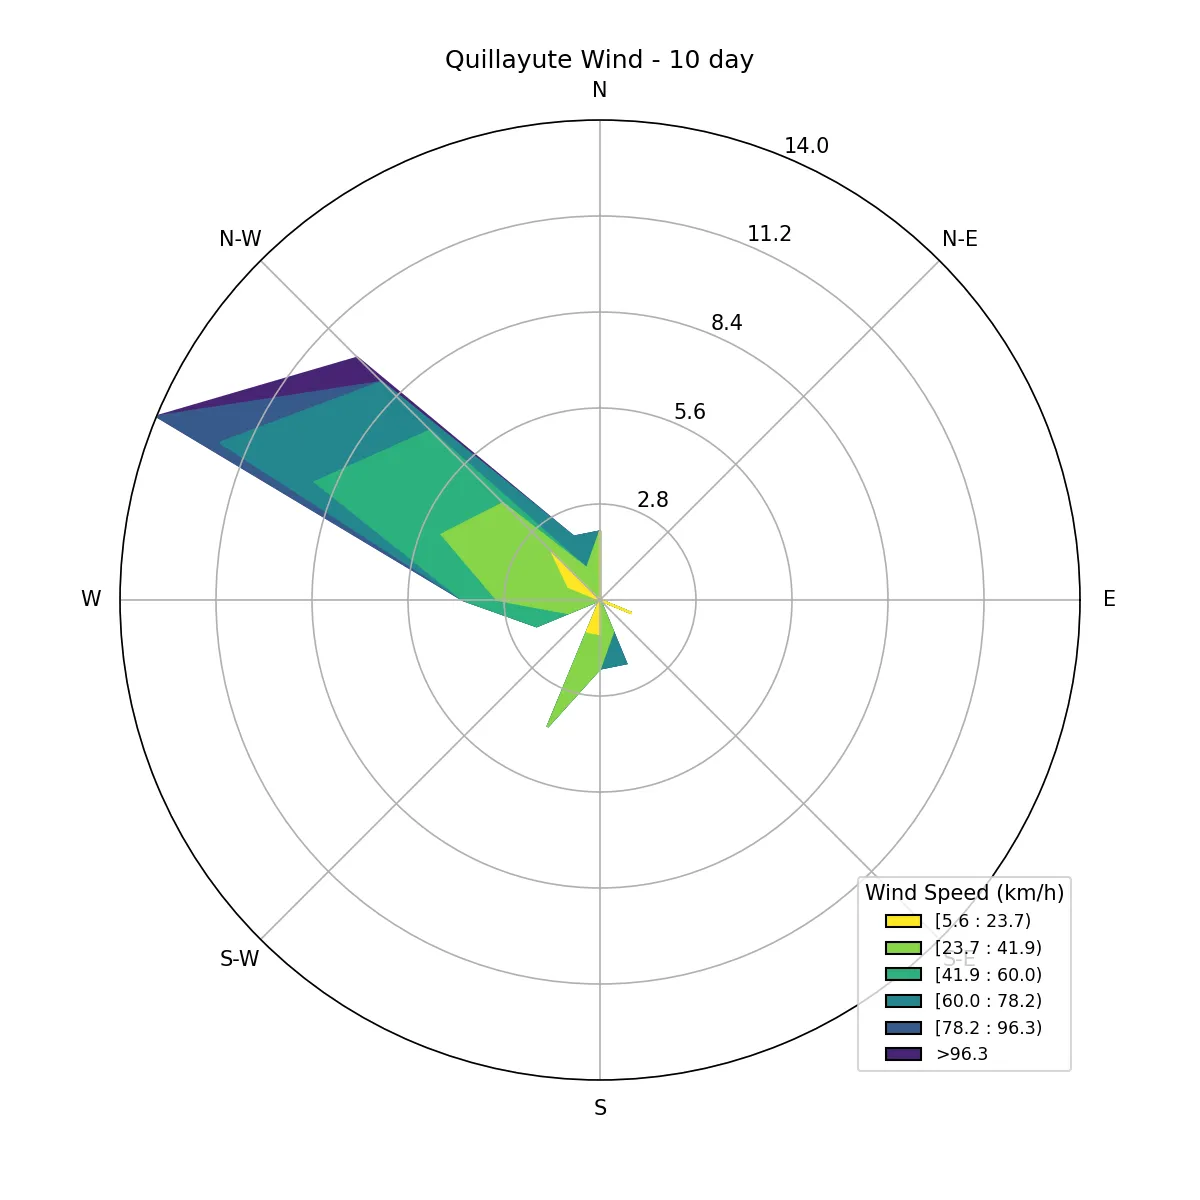 Quillayute Wind - 10 day
N
14.0
11.2
N-W
N-E
8.4
5.6
2.8
W
E
Wind Speed (km/h)
[5.6 : 23.7)
[23.7 : 41.9)
S-W
S-E
[41.9 : 60.0)
[60.0 : 78.2)
[78.2 : 96.3)
>96.3
S